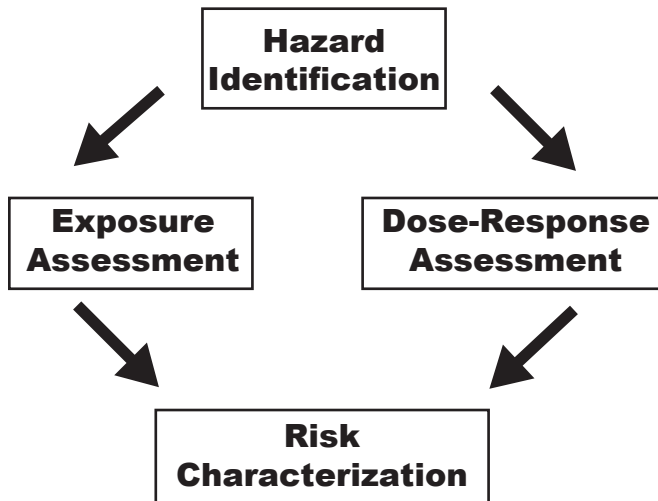 Hazard
Identification
Exposure
Assessment
Dose-Response
Assessment
Risk
Characterization